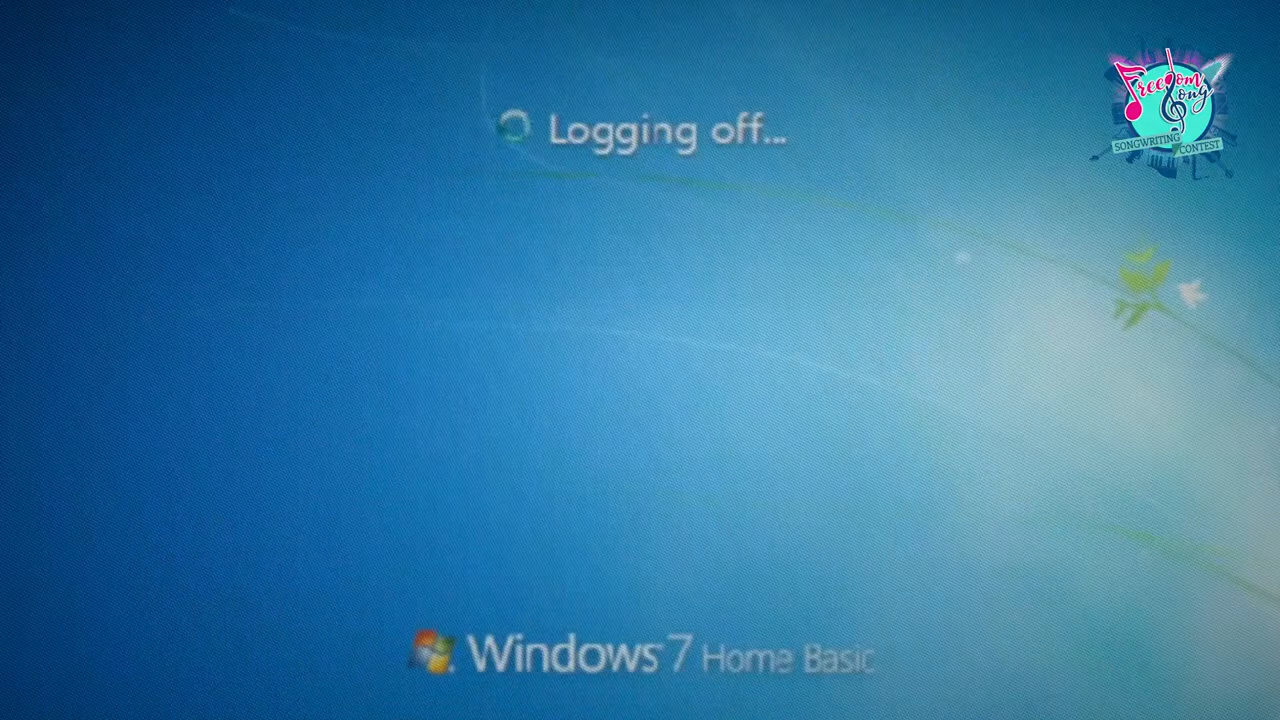 Logging off...
Freedom
Song
SONGWRITING
CONTEST
Windows 7 Home Basic